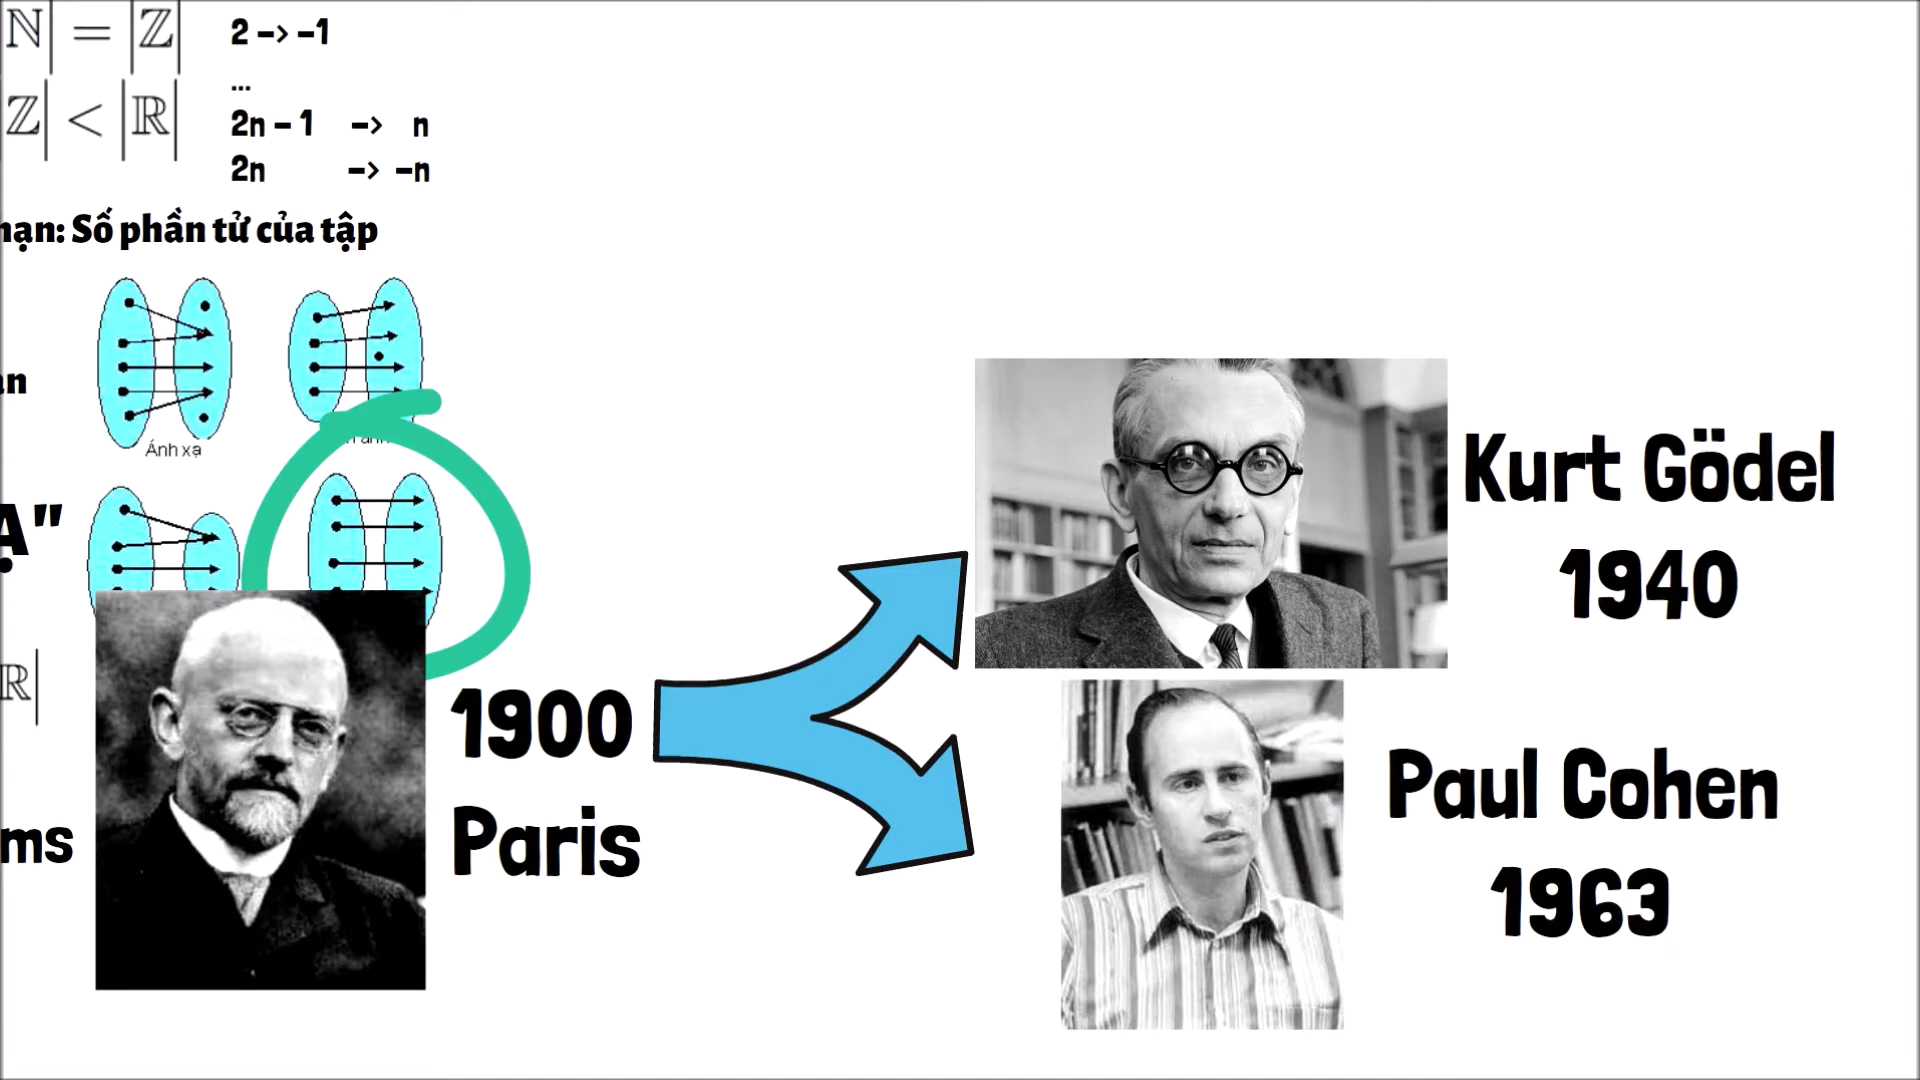 |ℕ| = |ℤ|
|ℤ| < |ℝ|
2 -> -1
...
2n - 1 -> n
2n -> -n
hạn: Số phần tử của tập
Ánh xạ
Ạ"
ℝ|
ms
1900
Paris
Kurt Gödel
1940
Paul Cohen
1963